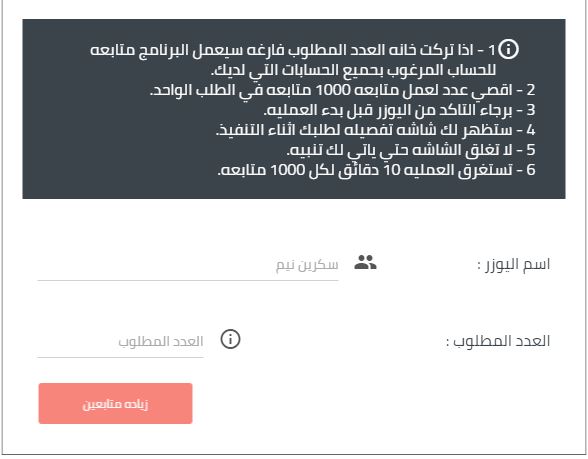 1 - اذا تركت خانه العدد المطلوب فارغه سيعمل البرنامج متابعه
للحساب المرغوب بجميع الحسابات التي لديك.
2 - اقصي عدد لعمل متابعه 1000 متابعه في الطلب الواحد.
3 - برجاء التاكد من اليوزر قبل بدء العمليه.
4 - ستظهر لك شاشه تفصيله لطلبك اثناء التنفيذ.
5 - لا تغلق الشاشه حتي ياتي لك تنبيه.
6 - تستغرق العمليه 10 دقائق لكل 1000 متابعه.
اسم اليوزر :
سكرين نيم
العدد المطلوب :
العدد المطلوب
زياده متابعين